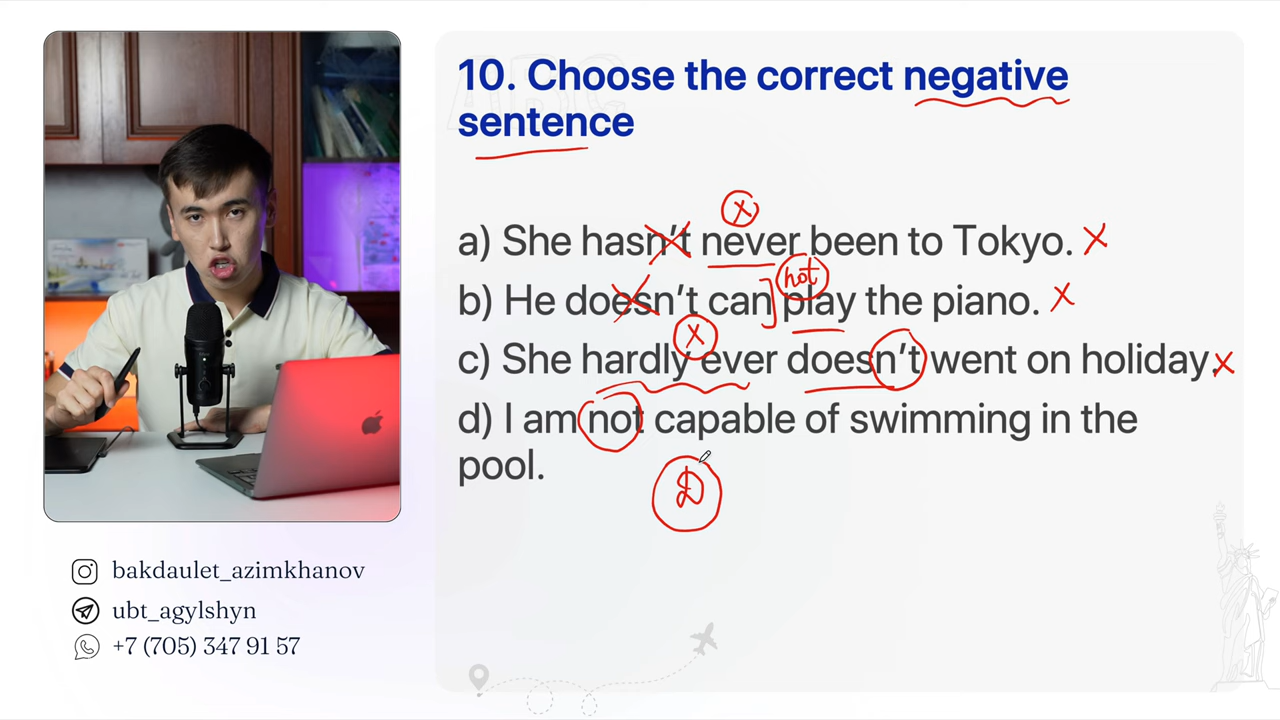 10. Choose the correct negative
sentence
X
a) She hasn't never been to Tokyo. X
not
b) He doesn't can play the piano. X
X
c) She hardly ever doesn't went on holiday. X
d) I am not capable of swimming in the
pool.
D
bakdaulet_azimkhanov
ubt_agylshyn
+7 (705) 347 91 57
ABC